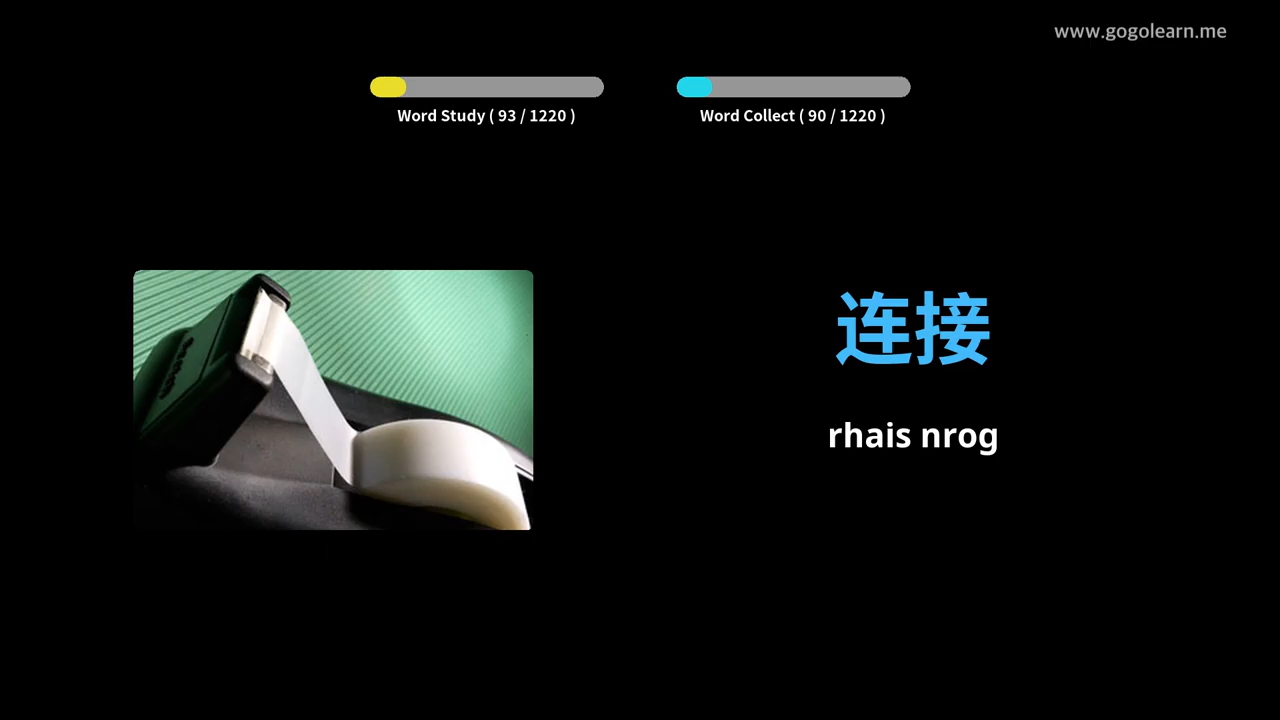 www.gogolearn.me
Word Study ( 93 / 1220 )
Word Collect ( 90 / 1220 )
连接
rhais nrog